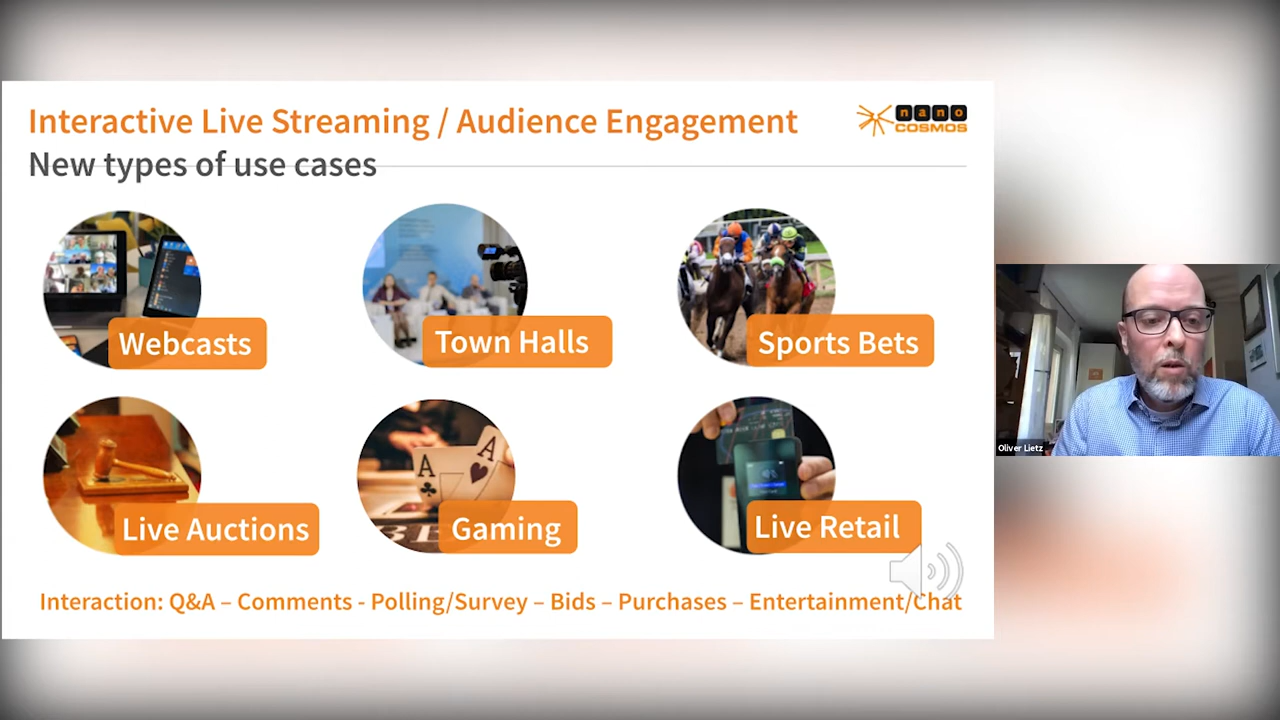 Interactive Live Streaming / Audience Engagement
nano
COSMOS
New types of use cases
Webcasts
Town Halls
Sports Bets
A
A
Live Auctions
Gaming
Live Retail
Interaction: Q&A – Comments - Polling/Survey – Bids – Purchases – Entertainment/Chat
Oliver Lietz